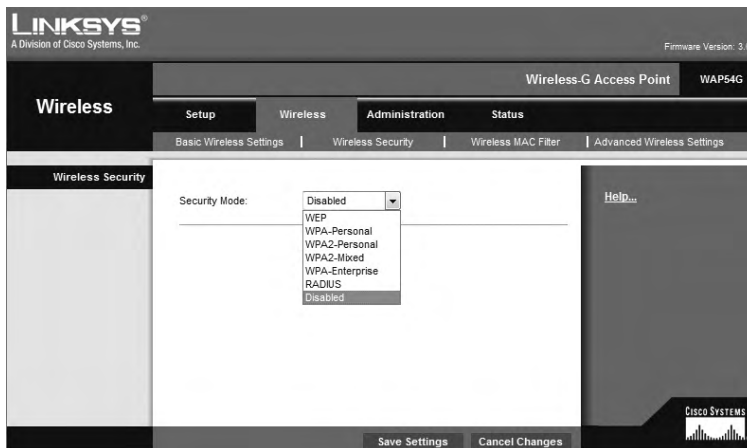 LINKSYS®
A Division of Cisco Systems, Inc.
Firmware Version: 3.
Wireless-G Access Point WAP54G
Wireless
Setup Wireless Administration Status
Basic Wireless Settings | Wireless Security | Wireless MAC Filter | Advanced Wireless Settings
Wireless Security
Security Mode: Disabled
WEP
WPA-Personal
WPA2-Personal
WPA2-Mixed
WPA-Enterprise
RADIUS
Disabled
Help...
Save Settings Cancel Changes
CISCO SYSTEMS